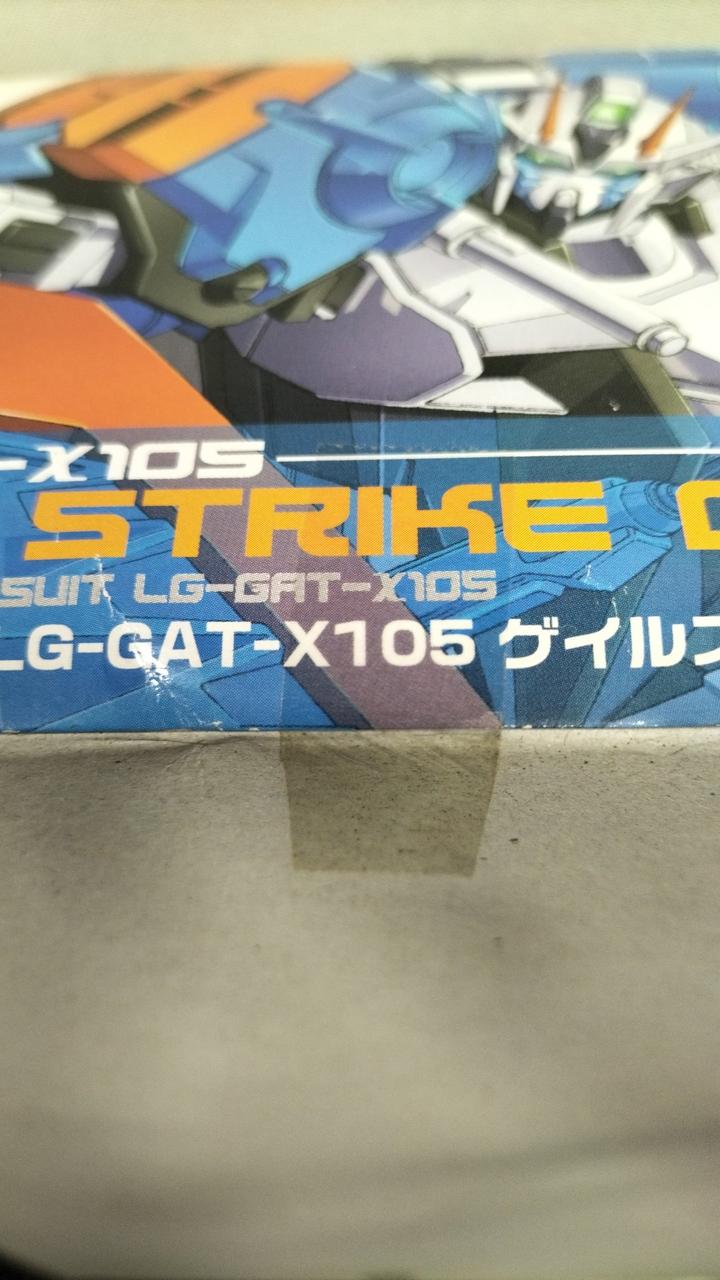 -X105
STRIKE
SUIT LG-GAT-X105
LG-GAT-X105 ゲイル